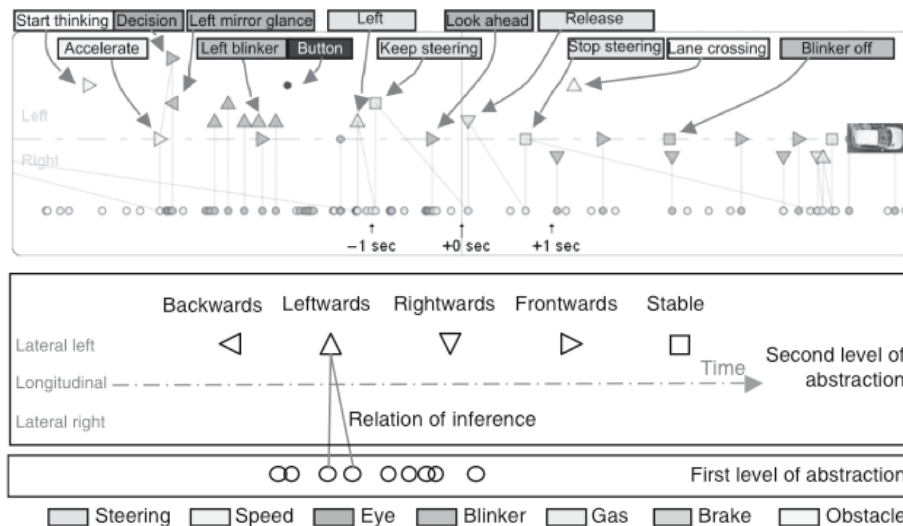 Start thinking Decision Left mirror glance Left Look ahead Release
Accelerate Left blinker Button Keep steering Stop steering Lane crossing Blinker off
Left
Right
−1 sec +0 sec +1 sec
Backwards Leftwards Rightwards Frontwards Stable
Lateral left
Time
Second level of
abstraction
Longitudinal
Lateral right
Relation of inference
First level of abstraction
Steering Speed Eye Blinker Gas Brake Obstacle